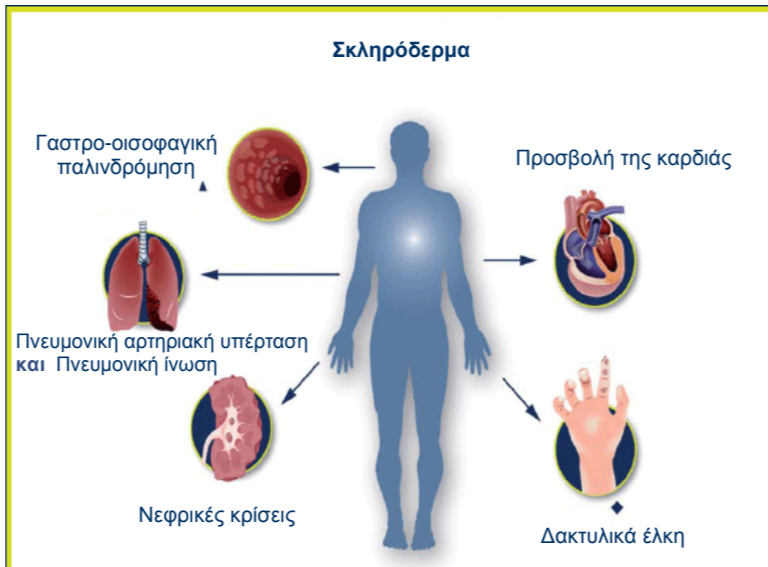 Σκληρόδερμα
Γαστρο-οισοφαγική
παλινδρόμηση
Προσβολή της καρδιάς
Πνευμονική αρτηριακή υπέρταση
και Πνευμονική ίνωση
Νεφρικές κρίσεις
Δακτυλικά έλκη